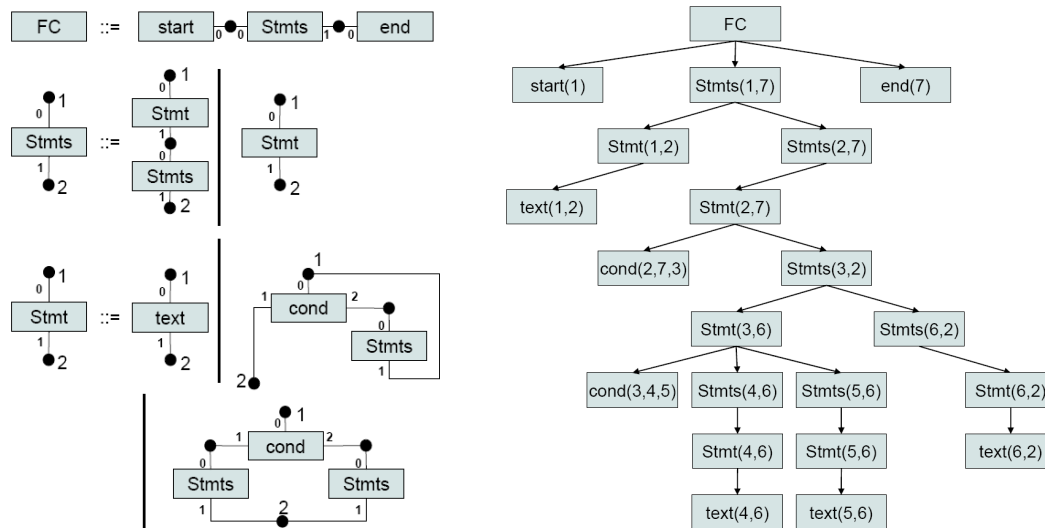 FC ::= start 0 0 Stmts 1 0 end
1
0
Stmts
1
2
::=
1
0
Stmt
1
0
Stmts
1
2
1
0
Stmt
1
2
1
0
Stmt
1
2
::=
1
0
text
1
2
1
0
1 cond 2
0
Stmts
1
2
1
0
1 cond 2
0 0
Stmts Stmts
1 2 1
FC
start(1) Stmts(1,7) end(7)
Stmt(1,2) Stmts(2,7)
text(1,2) Stmt(2,7)
cond(2,7,3) Stmts(3,2)
Stmt(3,6) Stmts(6,2)
cond(3,4,5) Stmts(4,6) Stmts(5,6) Stmt(6,2)
Stmt(4,6) Stmt(5,6) text(6,2)
text(4,6) text(5,6)